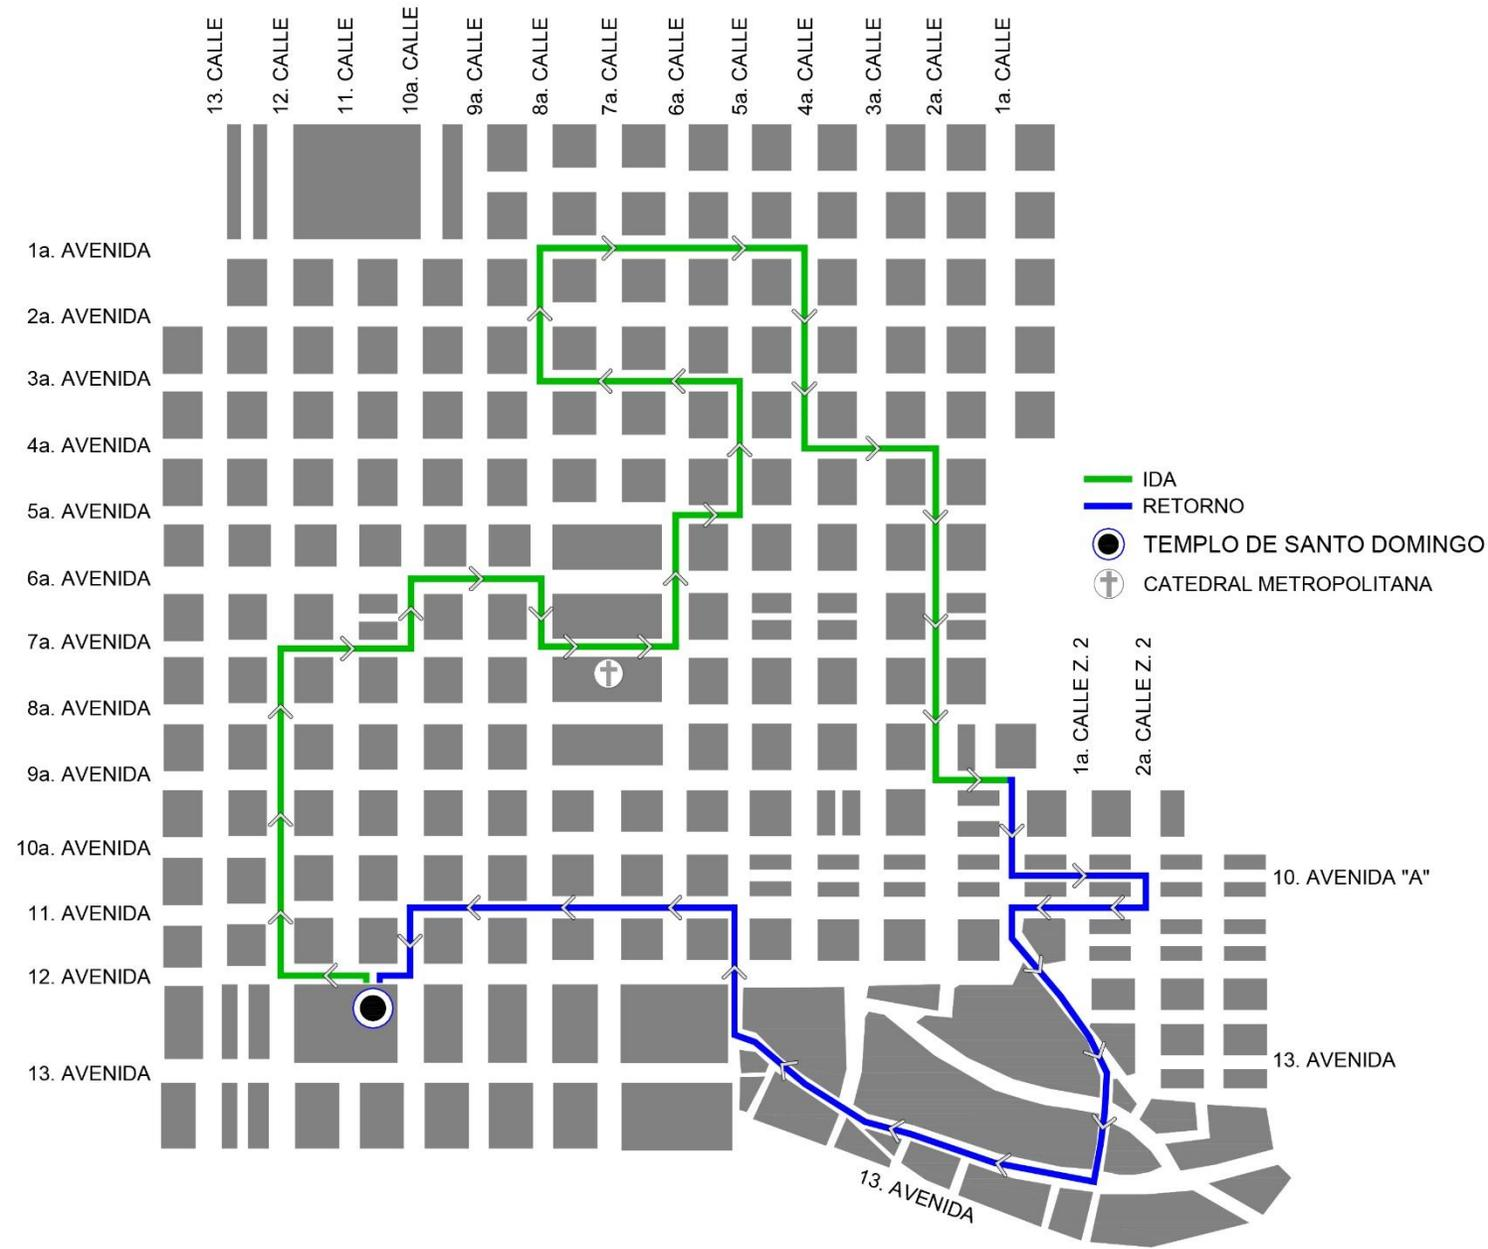 13. CALLE
12. CALLE
11. CALLE
10a. CALLE
9a. CALLE
8a. CALLE
7a. CALLE
6a. CALLE
5a. CALLE
4a. CALLE
3a. CALLE
2a. CALLE
1a. CALLE
1a. AVENIDA
2a. AVENIDA
3a. AVENIDA
4a. AVENIDA
5a. AVENIDA
6a. AVENIDA
7a. AVENIDA
8a. AVENIDA
9a. AVENIDA
10a. AVENIDA
11. AVENIDA
12. AVENIDA
13. AVENIDA
IDA
RETORNO
TEMPLO DE SANTO DOMINGO
CATEDRAL METROPOLITANA
1a. CALLE Z. 2
2a. CALLE Z. 2
10. AVENIDA "A"
13. AVENIDA
13. AVENIDA